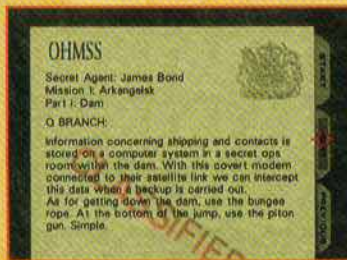 OHMSS
Secret Agent: James Bond
Mission 1: Arkangelsk
Part I: Dam
Q BRANCH:
Information concerning shipping and contacts is
stored on a computer system in a secret ops
room within the dam. With this covert modem
connected to their satellite link we can intercept
this data when a backup is carried out.
As for getting down the dam, use the bungee
rope. At the bottom of the jump, use the piton
gun. Simple.
CLASSIFIED
START
PREVIOUS